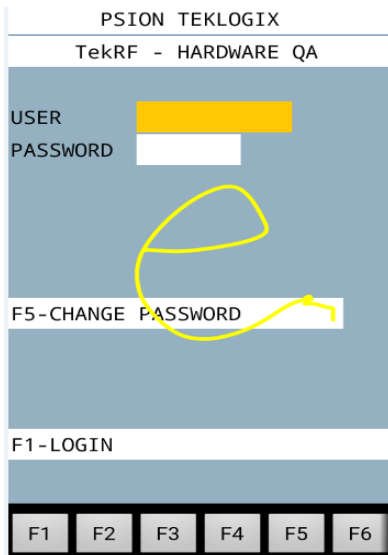 PSION TEKLOGIX
TekRF - HARDWARE QA
USER
PASSWORD
F5-CHANGE PASSWORD
F1-LOGIN
F1 F2 F3 F4 F5 F6